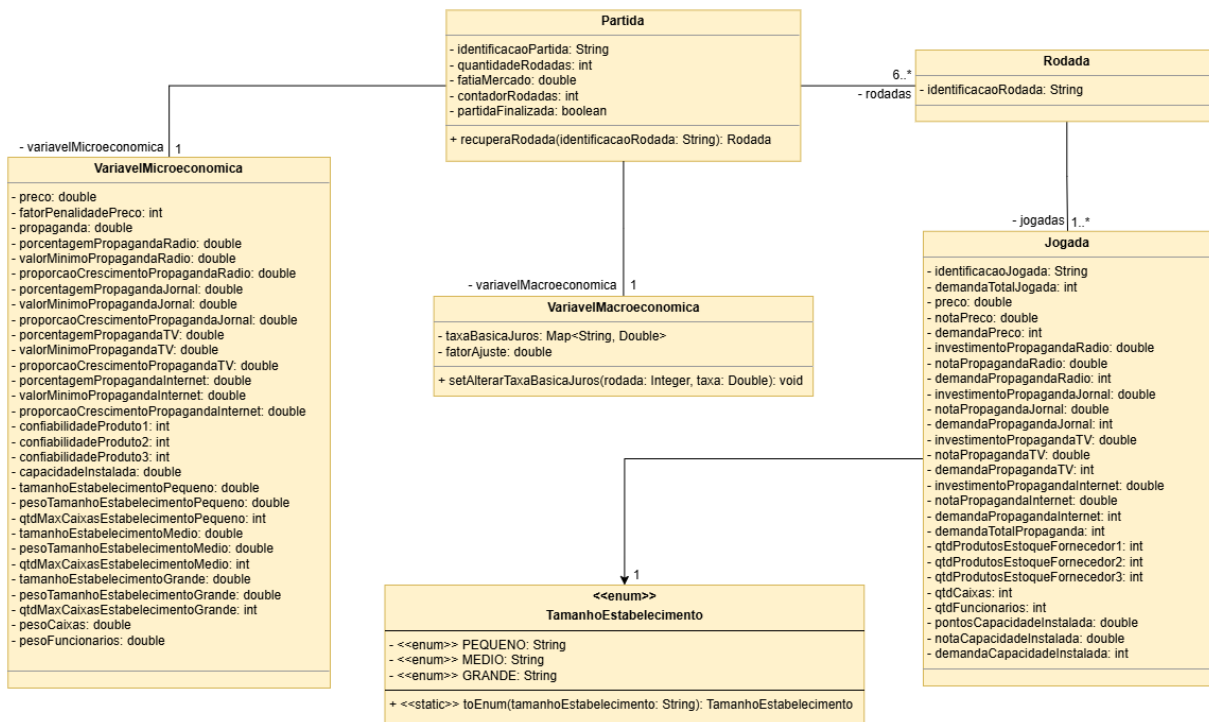 Partida
- identificacaoPartida: String
- quantidadeRodadas: int
- fatiaMercado: double
- contadorRodadas: int
- partidaFinalizada: boolean
+ recuperaRodada(identificacaoRodada: String): Rodada
6..*
- rodadas
Rodada
- identificacaoRodada: String
- variavelMicroeconomica
1
VariavelMicroeconomica
- preco: double
- fatorPenalidadePreco: int
- propaganda: double
- porcentagemPropagandaRadio: double
- valorMinimoPropagandaRadio: double
- proporcaoCrescimentoPropagandaRadio: double
- porcentagemPropagandaJornal: double
- valorMinimoPropagandaJornal: double
- proporcaoCrescimentoPropagandaJornal: double
- porcentagemPropagandaTV: double
- valorMinimoPropagandaTV: double
- proporcaoCrescimentoPropagandaTV: double
- porcentagemPropagandaInternet: double
- valorMinimoPropagandaInternet: double
- proporcaoCrescimentoPropagandaInternet: double
- confiabilidadeProduto1: int
- confiabilidadeProduto2: int
- confiabilidadeProduto3: int
- capacidadeInstalada: double
- tamanhoEstabelecimentoPequeno: double
- pesoTamanhoEstabelecimentoPequeno: double
- qtdMaxCaixasEstabelecimentoPequeno: int
- tamanhoEstabelecimentoMedio: double
- pesoTamanhoEstabelecimentoMedio: double
- qtdMaxCaixasEstabelecimentoMedio: int
- tamanhoEstabelecimentoGrande: double
- pesoTamanhoEstabelecimentoGrande: double
- qtdMaxCaixasEstabelecimentoGrande: int
- pesoCaixas: double
- pesoFuncionarios: double
- variavelMacroeconomica
1
VariavelMacroeconomica
- taxaBasicaJuros: Map<String, Double>
- fatorAjuste: double
+ setAlterarTaxaBasicaJuros(rodada: Integer, taxa: Double): void
- jogadas
1..*
Jogada
- identificacaoJogada: String
- demandaTotalJogada: int
- preco: double
- notaPreco: double
- demandaPreco: int
- investimentoPropagandaRadio: double
- notaPropagandaRadio: double
- demandaPropagandaRadio: int
- investimentoPropagandaJornal: double
- notaPropagandaJornal: double
- demandaPropagandaJornal: int
- investimentoPropagandaTV: double
- notaPropagandaTV: double
- demandaPropagandaTV: int
- investimentoPropagandaInternet: double
- notaPropagandaInternet: double
- demandaPropagandaInternet: int
- demandaTotalPropaganda: int
- qtdProdutosEstoqueFornecedor1: int
- qtdProdutosEstoqueFornecedor2: int
- qtdProdutosEstoqueFornecedor3: int
- qtdCaixas: int
- qtdFuncionarios: int
- pontosCapacidadeInstalada: double
- notaCapacidadeInstalada: double
- demandaCapacidadeInstalada: int
1
<<enum>>
TamanhoEstabelecimento
- <<enum>> PEQUENO: String
- <<enum>> MEDIO: String
- <<enum>> GRANDE: String
+ <<static>> toEnum(tamanhoEstabelecimento: String): TamanhoEstabelecimento